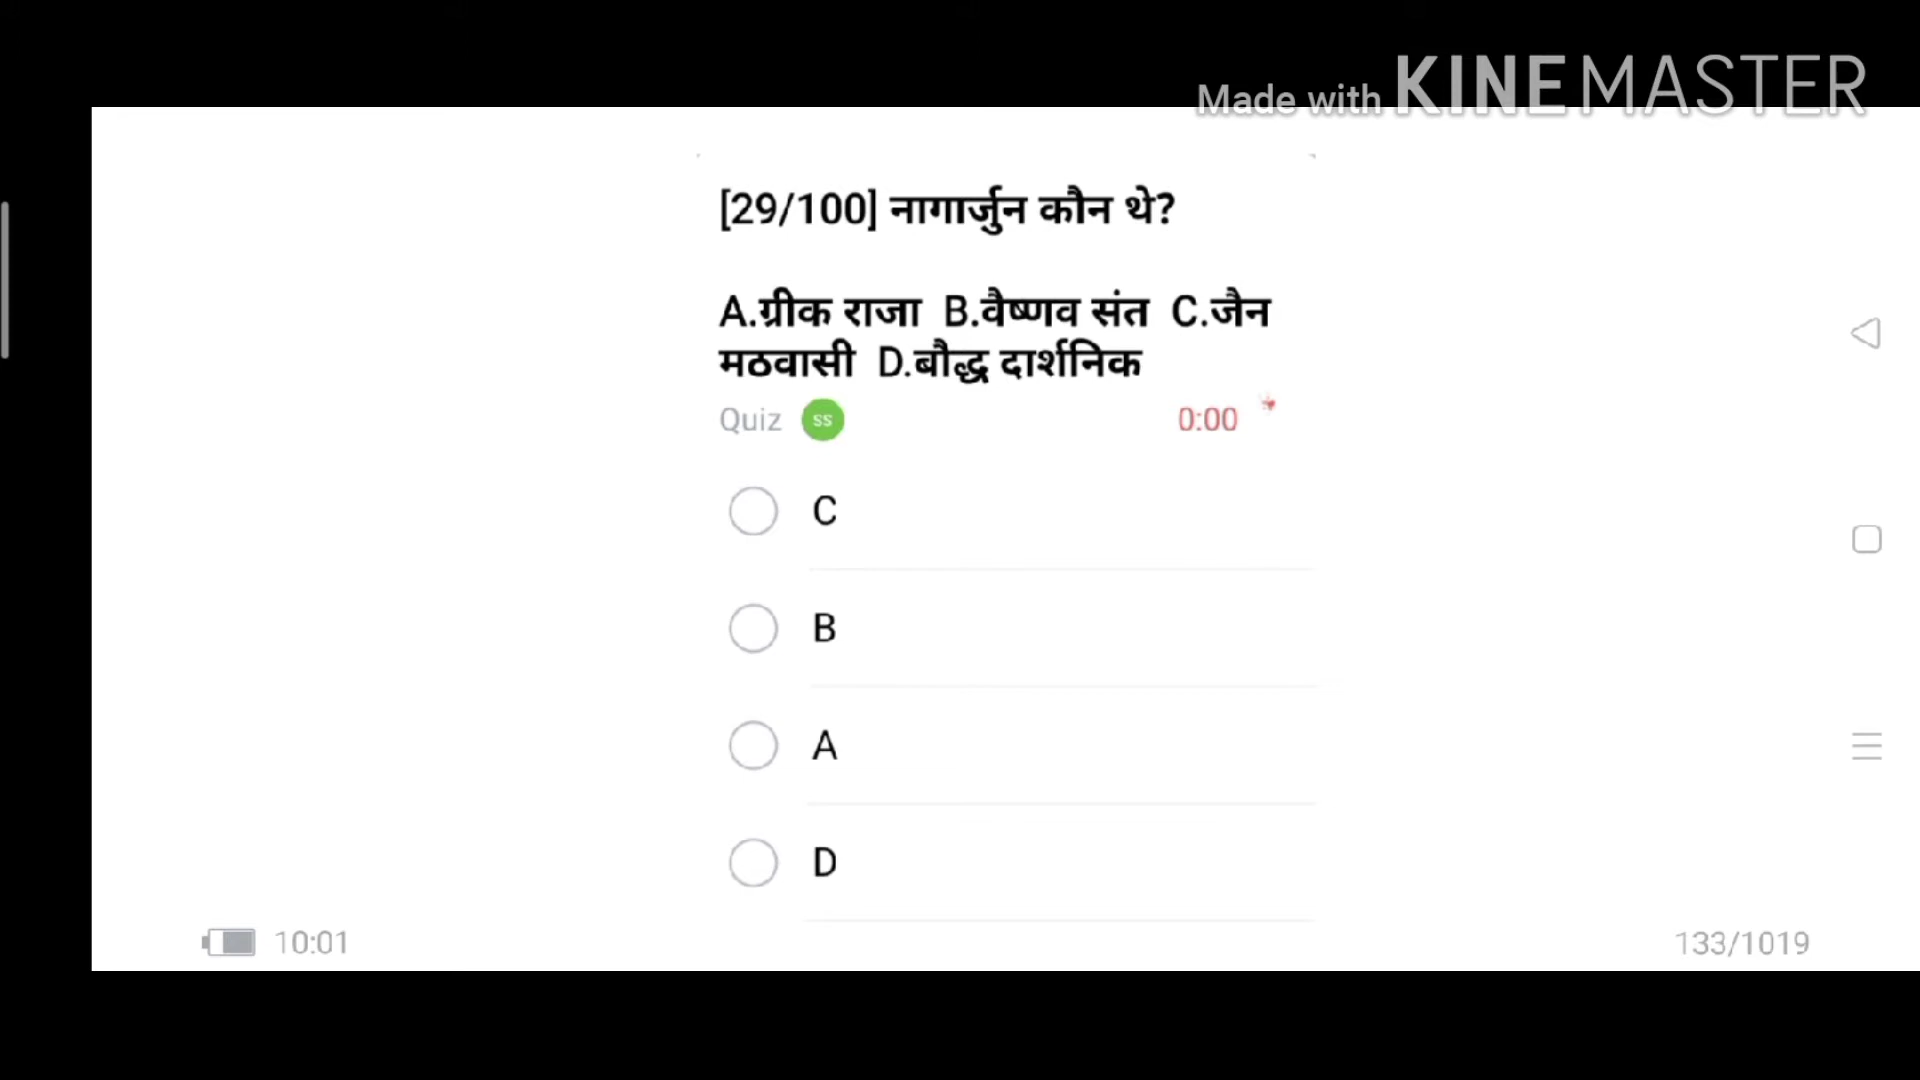 Made with KINEMASTER
[29/100] नागार्जुन कौन थे?
A.ग्रीक राजा B.वैष्णव संत C.जैन
मठवासी D.बौद्ध दार्शनिक
Quiz SS 0:00
C
B
A
D
10:01 133/1019